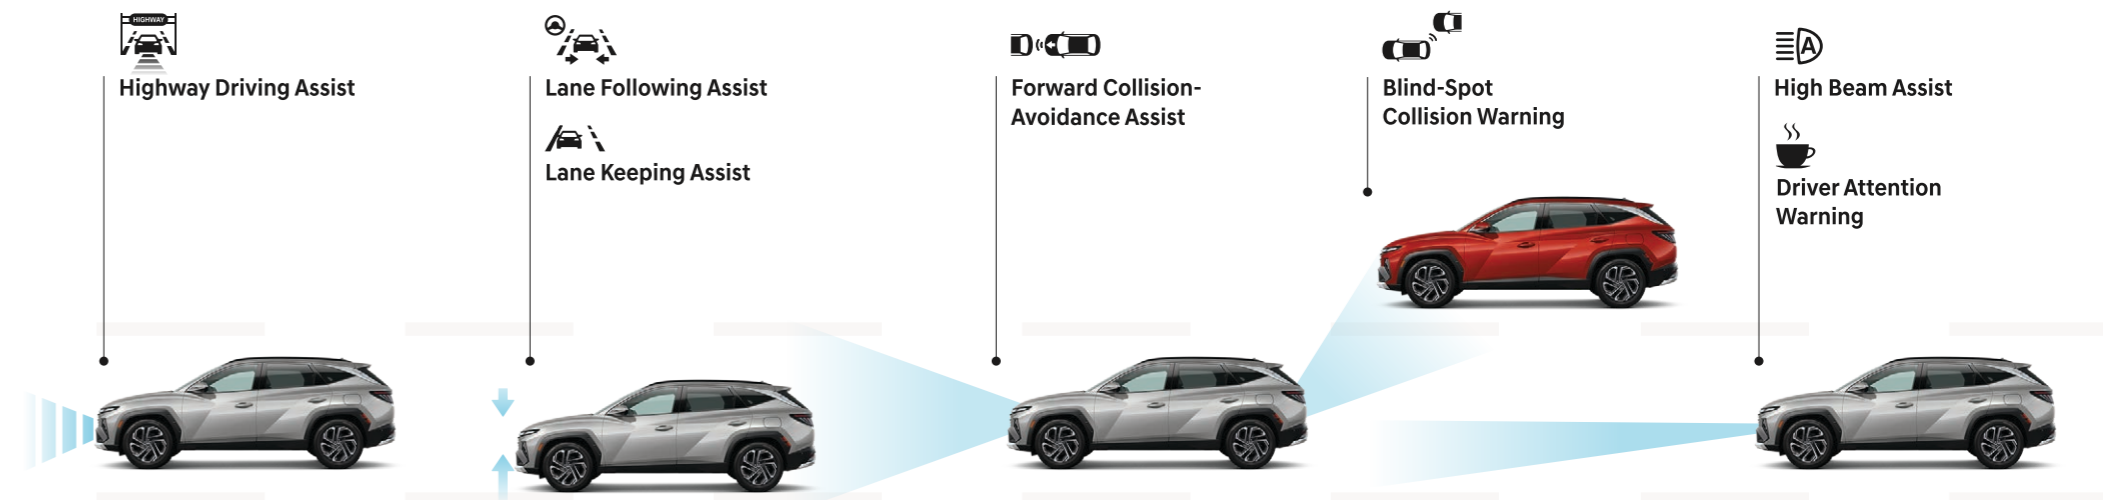 HIGHWAY
Highway Driving Assist
Lane Following Assist
Lane Keeping Assist
Forward Collision-
Avoidance Assist
Blind-Spot
Collision Warning
A
High Beam Assist
Driver Attention
Warning